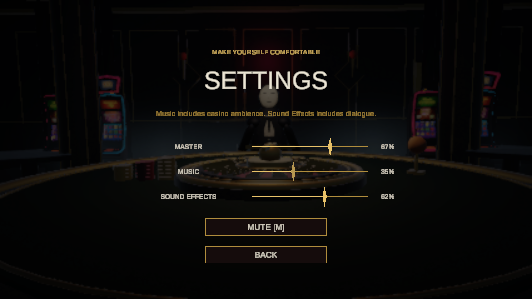 MAKE YOURSELF COMFORTABLE
SETTINGS
Music includes casino ambience. Sound Effects includes dialogue.
MASTER 67%
MUSIC 35%
SOUND EFFECTS 62%
MUTE [M]
BACK